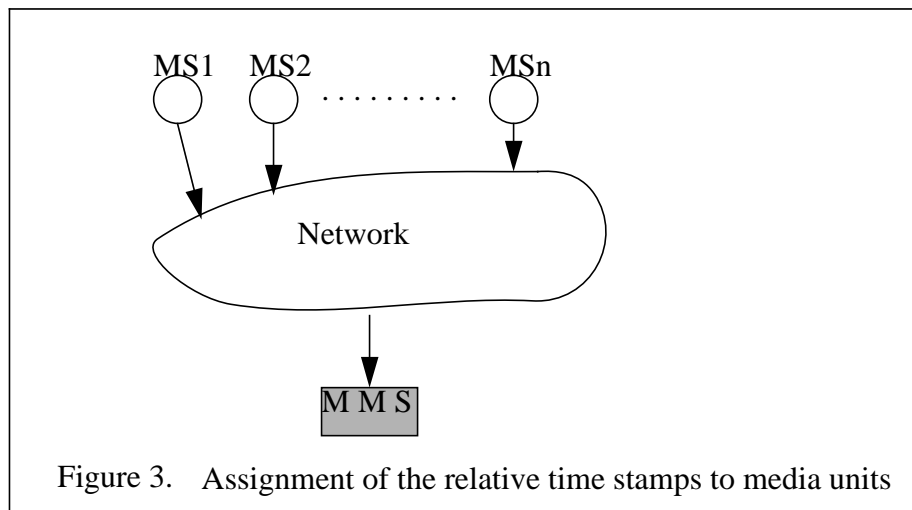 MS1 MS2 ......... MSn
Network
M M S
Figure 3. Assignment of the relative time stamps to media units